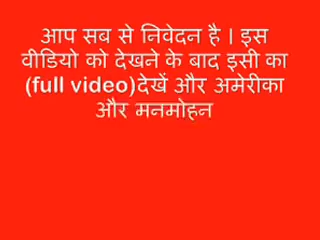 आप सब से निवेदन है । इस
वीडियो को देखने के बाद इसी का
(full video)देखें और अमेरीका
और मनमोहन